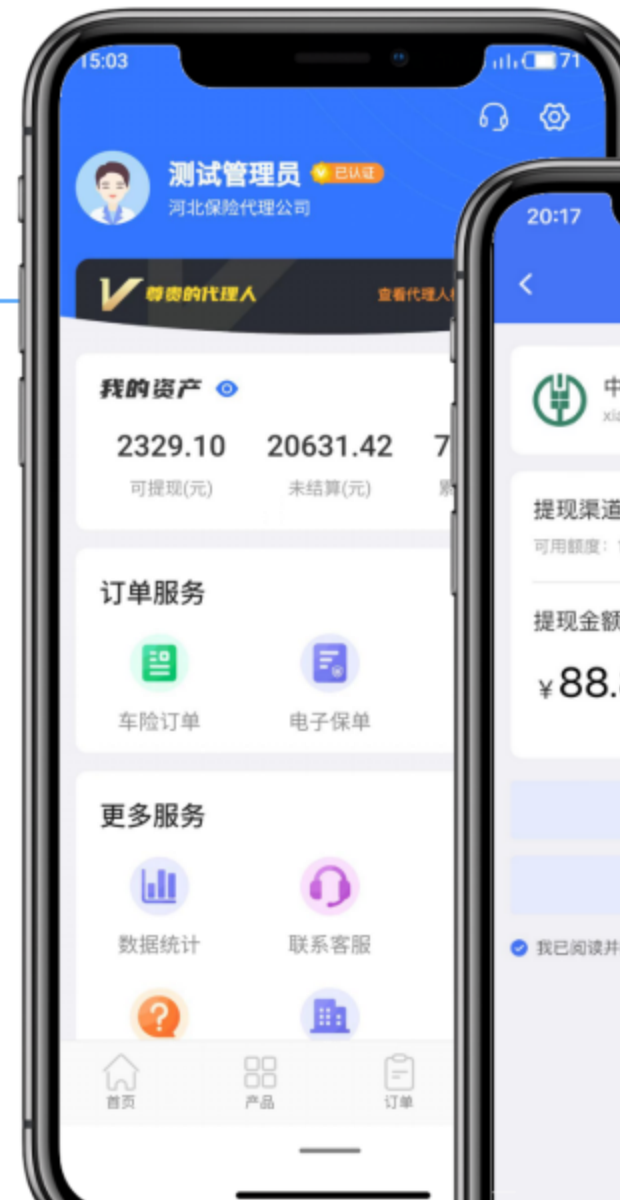 15:03
71
测试管理员
已认证
河北保险代理公司
尊贵的代理人
查看代理人
我的资产
2329.10
20631.42
7
可提现(元)
未结算(元)
累
订单服务
车险订单
电子保单
更多服务
数据统计
联系客服
首页
产品
订单
20:17
中
xia
提现渠道
可用额度：
提现金额
¥88.
我已阅读并